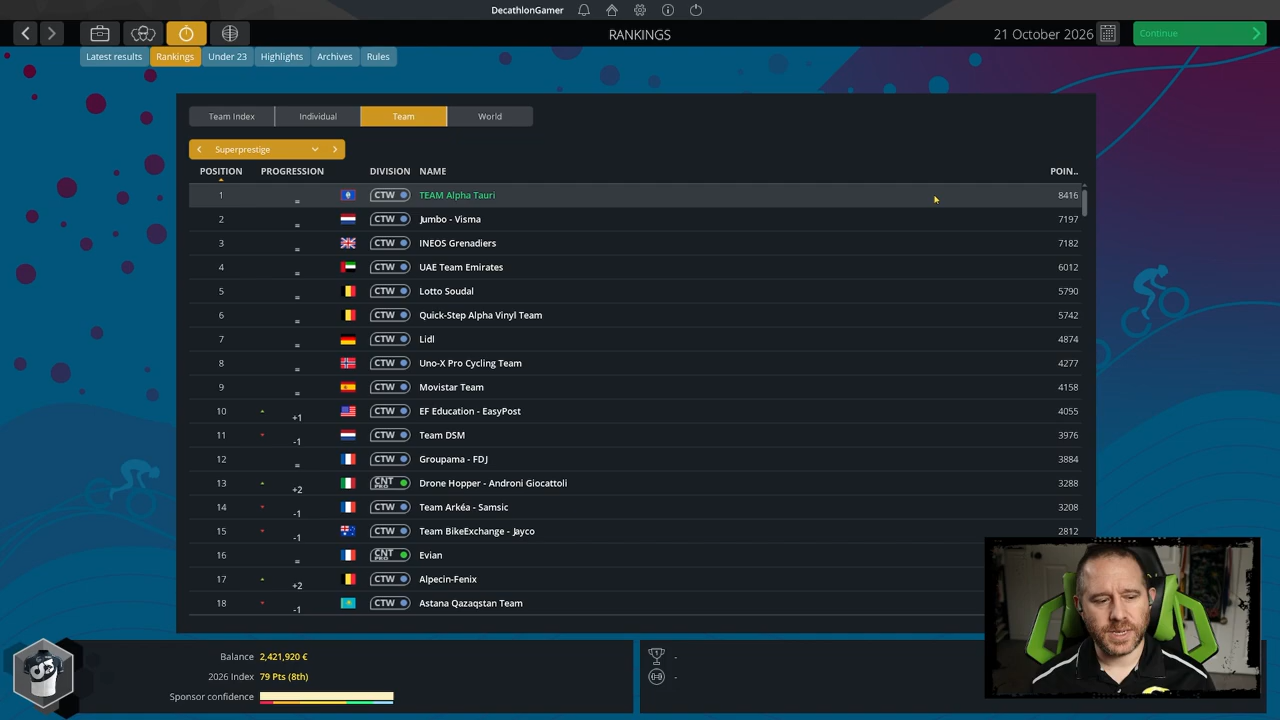 DecathlonGamer
RANKINGS
21 October 2026
Continue
Latest results Rankings Under 23 Highlights Archives Rules
Team Index Individual Team World
Superprestige
POSITION PROGRESSION DIVISION NAME POIN..
1 = CTW TEAM Alpha Tauri 8416
2 = CTW Jumbo - Visma 7197
3 = CTW INEOS Grenadiers 7182
4 = CTW UAE Team Emirates 6012
5 = CTW Lotto Soudal 5790
6 = CTW Quick-Step Alpha Vinyl Team 5742
7 = CTW Lidl 4874
8 = CTW Uno-X Pro Cycling Team 4277
9 = CTW Movistar Team 4158
10 +1 CTW EF Education - EasyPost 4055
11 -1 CTW Team DSM 3976
12 = CTW Groupama - FDJ 3884
13 +2 CNT PRO Drone Hopper - Androni Giocattoli 3288
14 -1 CTW Team Arkéa - Samsic 3208
15 -1 CTW Team BikeExchange - Jayco 2812
16 = CNT PRO Evian
17 +2 CTW Alpecin-Fenix
18 -1 CTW Astana Qazaqstan Team
Balance 2,421,920 €
2026 Index 79 Pts (8th)
Sponsor confidence
-
-